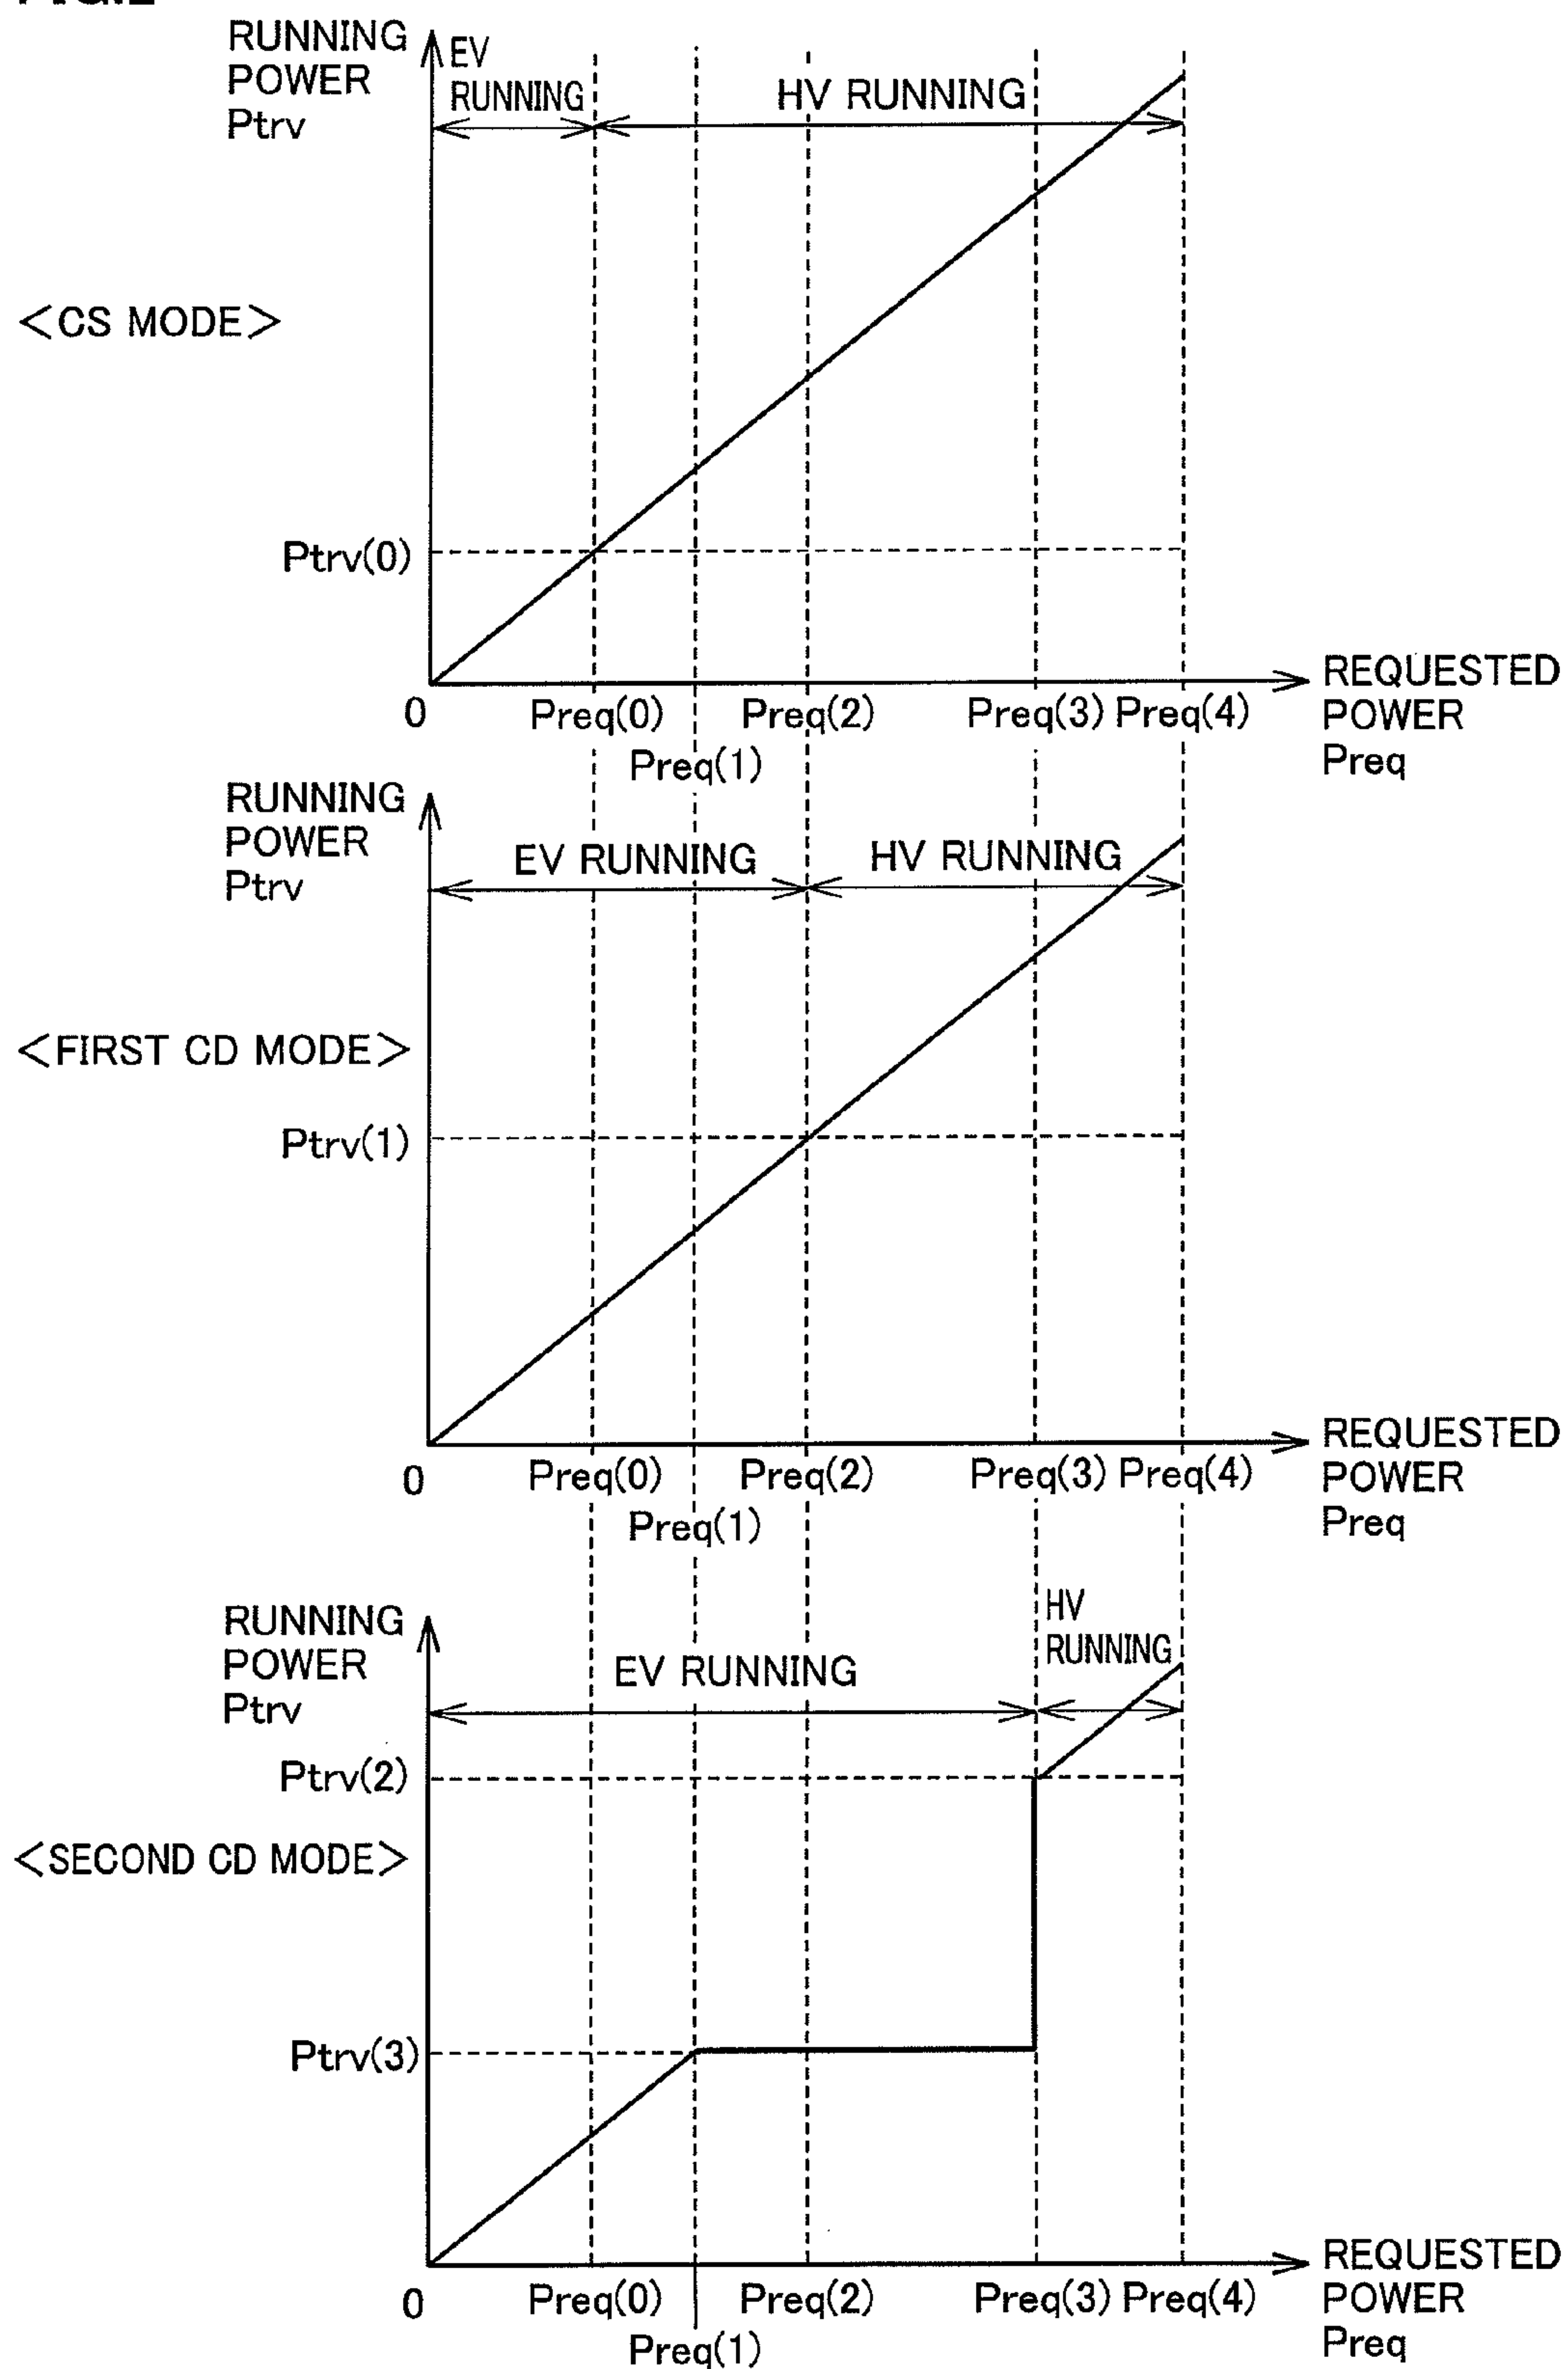 RUNNING
POWER
Ptrv
EV
RUNNING
HV RUNNING
<CS MODE>
Ptrv(0)
0
Preq(0)
Preq(1)
Preq(2)
Preq(3)
Preq(4)
REQUESTED
POWER
Preq
RUNNING
POWER
Ptrv
EV RUNNING
HV RUNNING
<FIRST CD MODE>
Ptrv(1)
0
Preq(0)
Preq(1)
Preq(2)
Preq(3)
Preq(4)
REQUESTED
POWER
Preq
RUNNING
POWER
Ptrv
EV RUNNING
HV
RUNNING
Ptrv(2)
<SECOND CD MODE>
Ptrv(3)
0
Preq(0)
Preq(1)
Preq(2)
Preq(3)
Preq(4)
REQUESTED
POWER
Preq